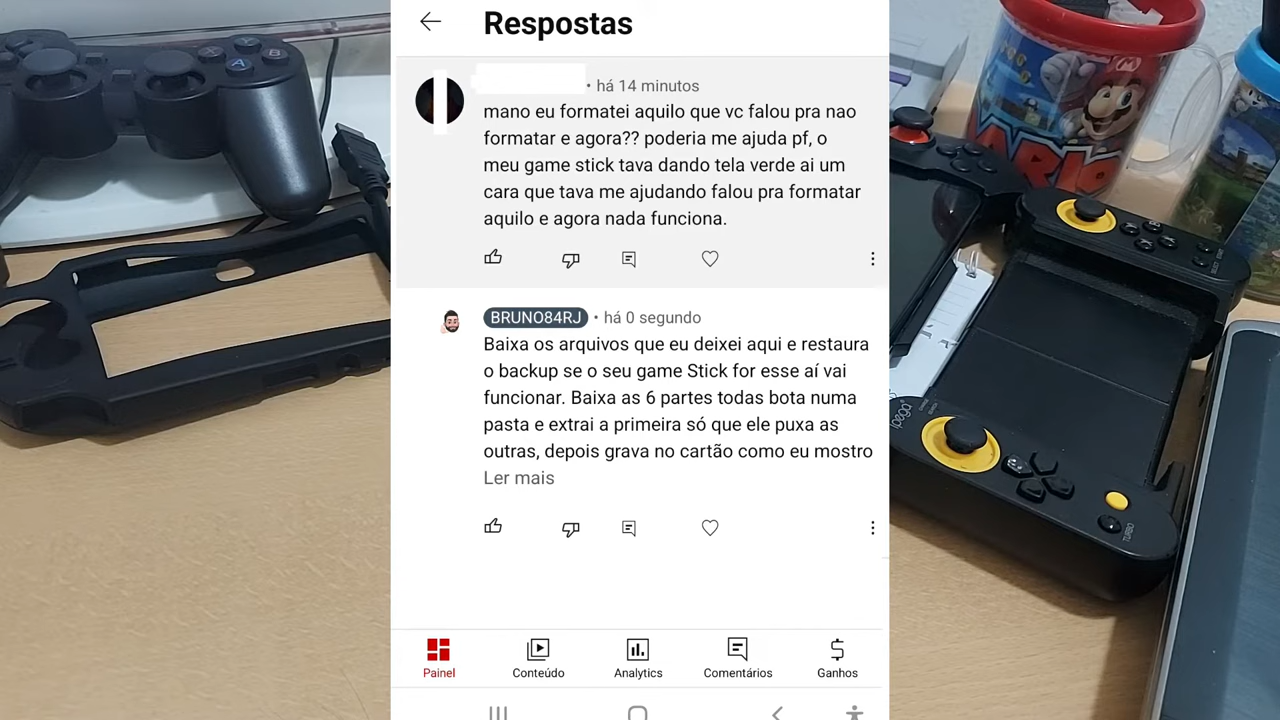 Respostas
• há 14 minutos
mano eu formatei aquilo que vc falou pra nao
formatar e agora?? poderia me ajuda pf, o
meu game stick tava dando tela verde ai um
cara que tava me ajudando falou pra formatar
aquilo e agora nada funciona.
BRUNO84RJ • há 0 segundo
Baixa os arquivos que eu deixei aqui e restaura
o backup se o seu game Stick for esse aí vai
funcionar. Baixa as 6 partes todas bota numa
pasta e extrai a primeira só que ele puxa as
outras, depois grava no cartão como eu mostro
Ler mais
Painel
Conteúdo
Analytics
Comentários
Ganhos
X
Y
A
B
MARIO
ipega
TURBO